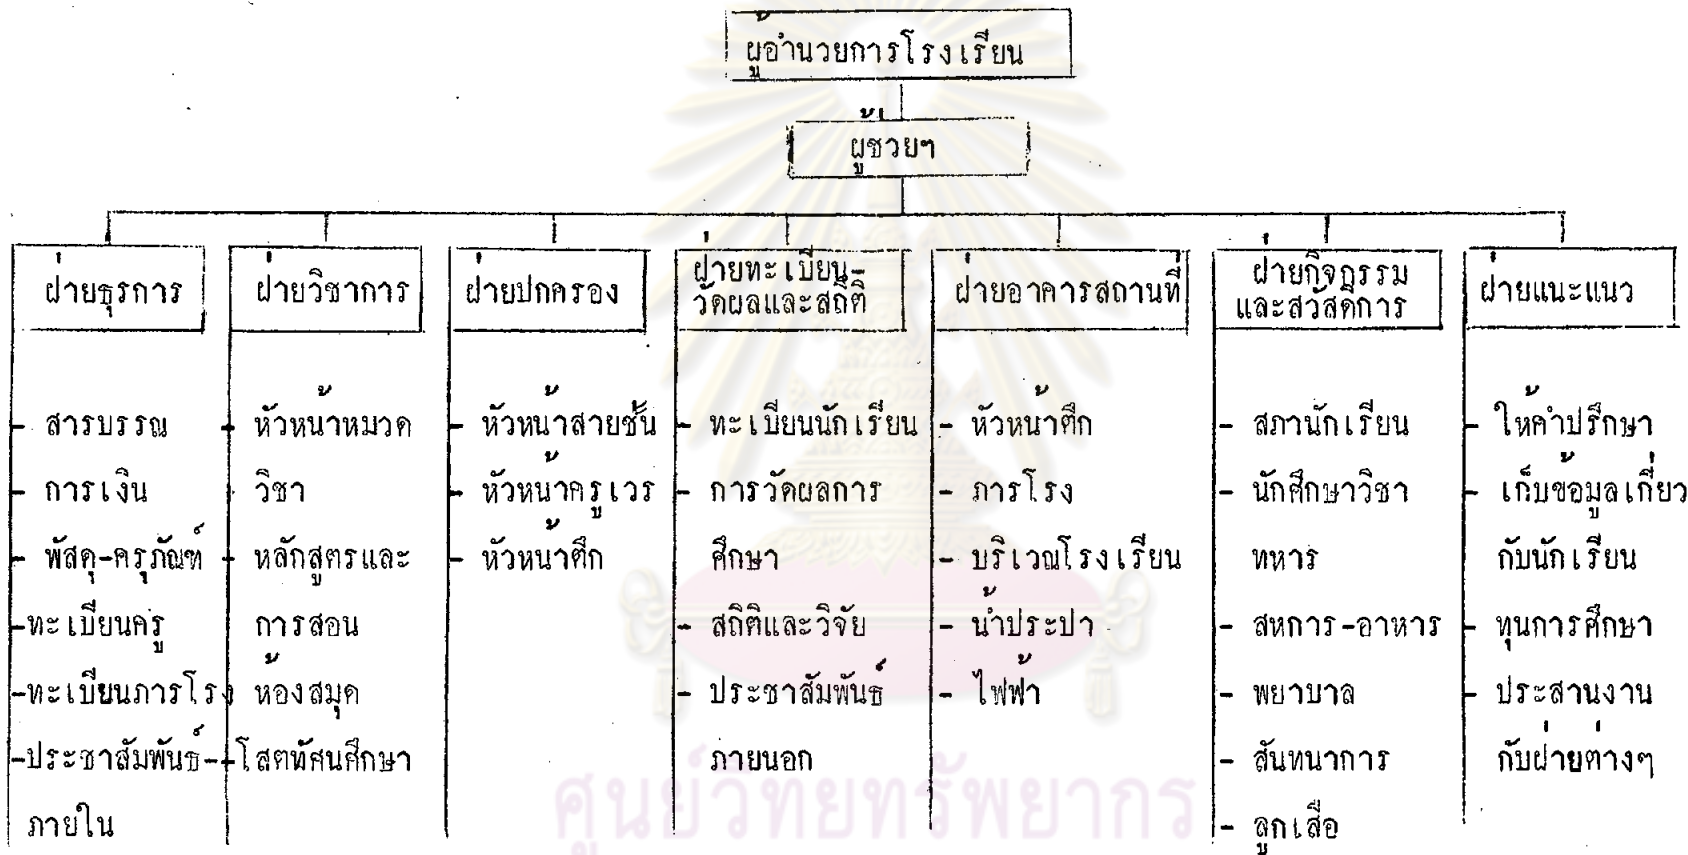 ผู้อำนวยการโรงเรียน
ผู้ช่วยฯ
ฝ่ายธุรการ
- สารบรรณ
- การเงิน
- พัสดุ-ครุภัณฑ์
-ทะเบียนครู
-ทะเบียนภารโรง
-ประชาสัมพันธ์-
ภายใน
ฝ่ายวิชาการ
- หัวหน้าหมวด
วิชา
- หลักสูตรและ
การสอน
ห้องสมุด
-โสตทัศนศึกษา
ฝ่ายปกครอง
- หัวหน้าสายชั้น
- หัวหน้าครูเวร
- หัวหน้าตึก
ฝ่ายทะเบียน-
วัดผลและสถิติ
- ทะเบียนนักเรียน
- การวัดผลการ
ศึกษา
- สถิติและวิจัย
- ประชาสัมพันธ์
ภายนอก
ฝ่ายอาคารสถานที่
- หัวหน้าตึก
- ภารโรง
- บริเวณโรงเรียน
- น้ำประปา
- ไฟฟ้า
ฝ่ายกิจกรรม
และสวัสดิการ
- สภานักเรียน
- นักศึกษาวิชา
ทหาร
- สหการ-อาหาร
- พยาบาล
- สันทนาการ
- ลูกเสือ
ฝ่ายแนะแนว
- ให้คำปรึกษา
- เก็บข้อมูลเกี่ยว
กับนักเรียน
- ทุนการศึกษา
- ประสานงาน
กับฝ่ายต่างๆ
ศูนย์วิทยทรัพยากร